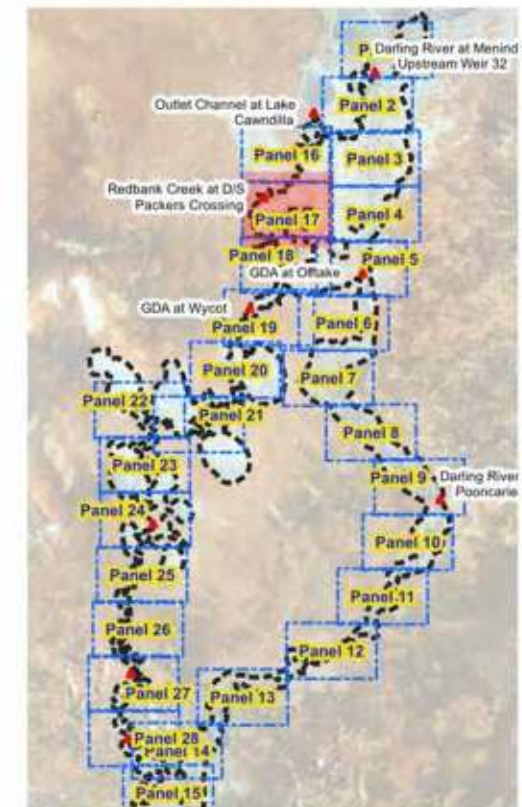 Darling River at Menind
Upstream Weir 32
Panel 2
Outlet Channel at Lake
Cawndilla
Panel 16
Panel 3
Redbank Creek at D/S
Packers Crossing
Panel 17
Panel 4
Panel 18
Panel 5
GDA at Offtake
GDA at Wycot
Panel 19
Panel 6
Panel 20
Panel 7
Panel 22
Panel 21
Panel 8
Panel 23
Panel 9
Darling River
Pooncarie
Panel 24
Panel 10
Panel 25
Panel 11
Panel 26
Panel 12
Panel 27
Panel 13
Panel 28
Panel 14
Panel 15